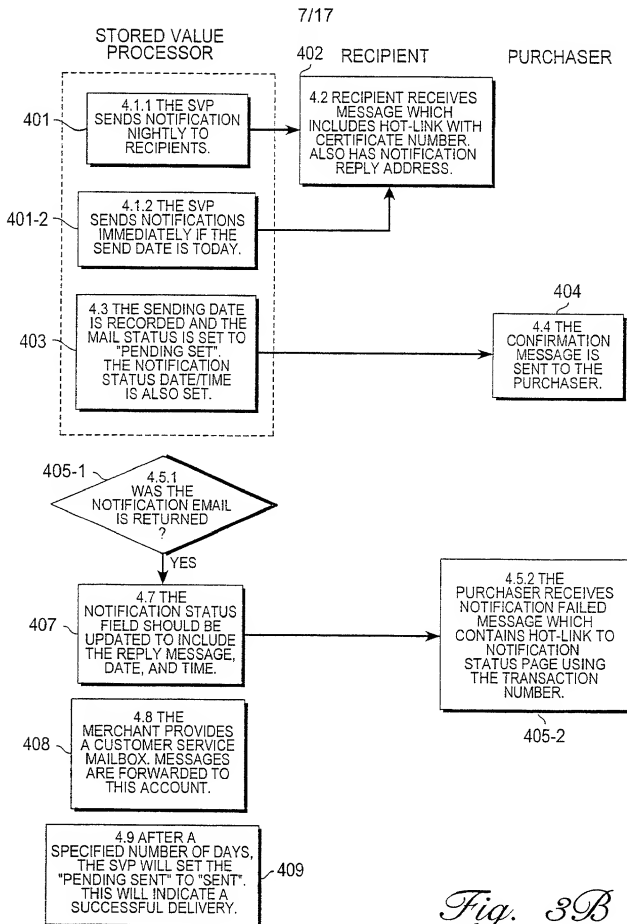 7/17
STORED VALUE
PROCESSOR
RECIPIENT
PURCHASER
401
4.1.1 THE SVP
SENDS NOTIFICATION
NIGHTLY TO
RECIPIENTS.
402
4.2 RECIPIENT RECEIVES
MESSAGE WHICH
INCLUDES HOT-LINK WITH
CERTIFICATE NUMBER.
ALSO HAS NOTIFICATION
REPLY ADDRESS.
401-2
4.1.2 THE SVP
SENDS NOTIFICATIONS
IMMEDIATELY IF THE
SEND DATE IS TODAY.
403
4.3 THE SENDING DATE
IS RECORDED AND THE
MAIL STATUS IS SET TO
"PENDING SET".
THE NOTIFICATION
STATUS DATE/TIME
IS ALSO SET.
404
4.4 THE
CONFIRMATION
MESSAGE IS
SENT TO THE
PURCHASER.
405-1
4.5.1
WAS THE
NOTIFICATION EMAIL
IS RETURNED
?
YES
407
4.7 THE
NOTIFICATION STATUS
FIELD SHOULD BE
UPDATED TO INCLUDE
THE REPLY MESSAGE,
DATE, AND TIME.
4.5.2 THE
PURCHASER RECEIVES
NOTIFICATION FAILED
MESSAGE WHICH
CONTAINS HOT-LINK TO
NOTIFICATION
STATUS PAGE USING
THE TRANSACTION
NUMBER.
405-2
408
4.8 THE
MERCHANT PROVIDES
A CUSTOMER SERVICE
MAILBOX. MESSAGES
ARE FORWARDED TO
THIS ACCOUNT.
4.9 AFTER A
SPECIFIED NUMBER OF DAYS,
THE SVP WILL SET THE
"PENDING SENT" TO "SENT".
THIS WILL INDICATE A
SUCCESSFUL DELIVERY.
409
Fig. 3B